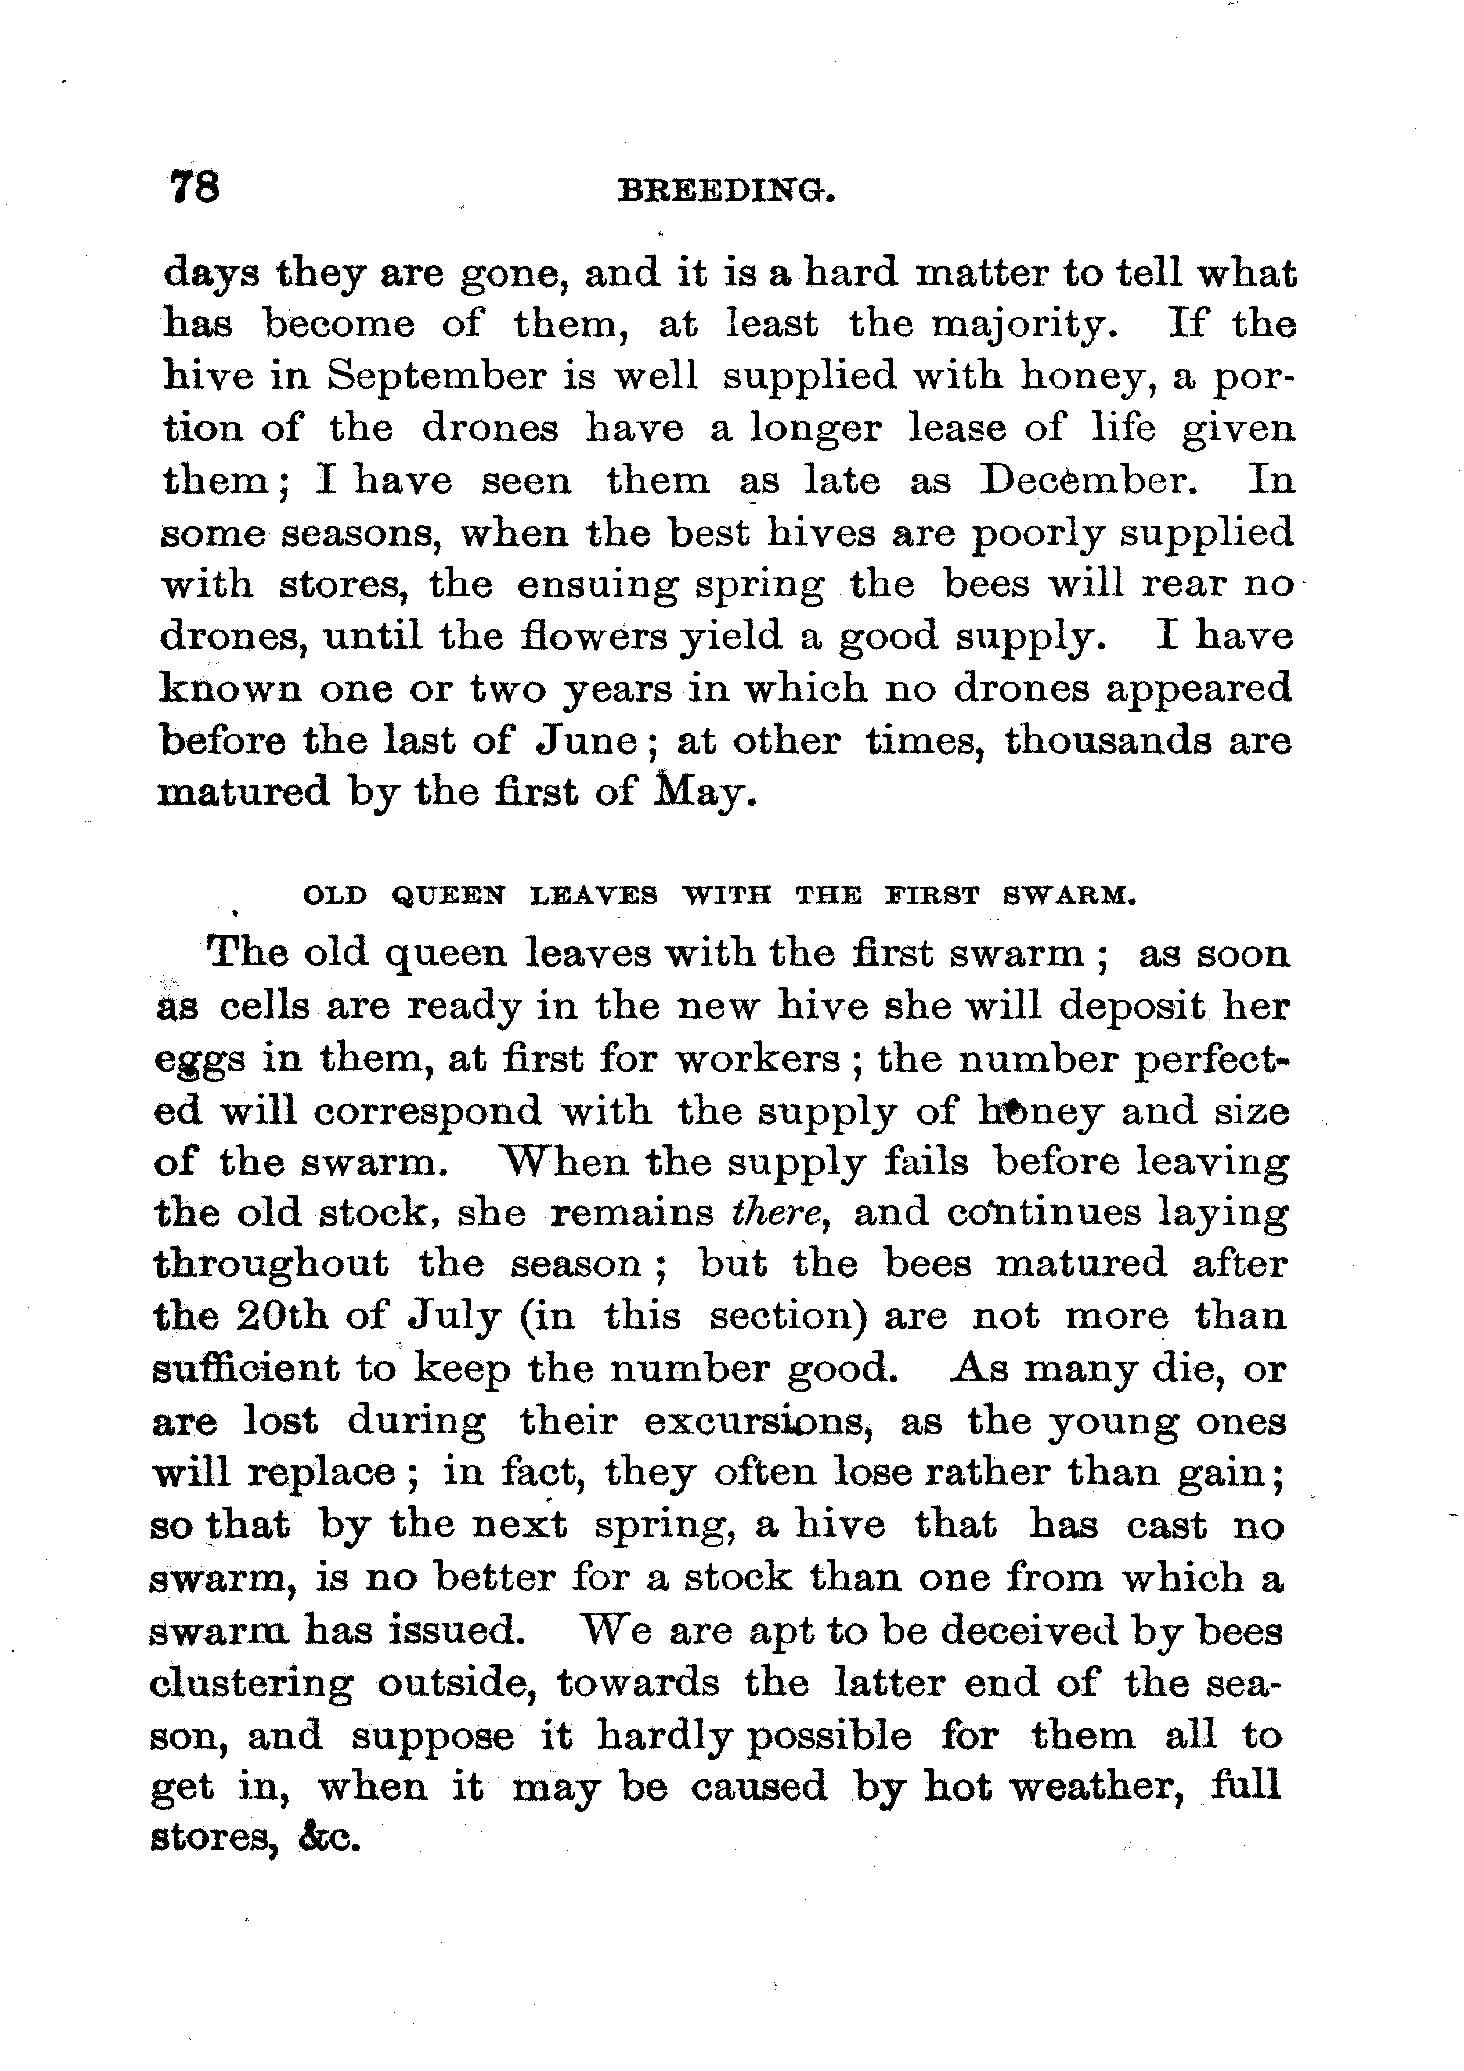 78 BREEDING.
days they are gone, and it is a hard matter to tell what
has become of them, at least the majority. If the
hive in September is well supplied with honey, a por-
tion of the drones have a longer lease of life given
them; I have seen them as late as December. In
some seasons, when the best hives are poorly supplied
with stores, the ensuing spring the bees will rear no
drones, until the flowers yield a good supply. I have
known one or two years in which no drones appeared
before the last of June; at other times, thousands are
matured by the first of May.
OLD QUEEN LEAVES WITH THE FIRST SWARM.
The old queen leaves with the first swarm; as soon
as cells are ready in the new hive she will deposit her
eggs in them, at first for workers; the number perfect-
ed will correspond with the supply of honey and size
of the swarm. When the supply fails before leaving
the old stock, she remains there, and continues laying
throughout the season; but the bees matured after
the 20th of July (in this section) are not more than
sufficient to keep the number good. As many die, or
are lost during their excursions, as the young ones
will replace; in fact, they often lose rather than gain;
so that by the next spring, a hive that has cast no
swarm, is no better for a stock than one from which a
swarm has issued. We are apt to be deceived by bees
clustering outside, towards the latter end of the sea-
son, and suppose it hardly possible for them all to
get in, when it may be caused by hot weather, full
stores, &c.